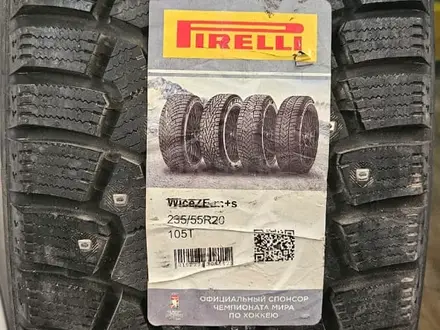 PIRELLI
235/55R20
105T
ОФИЦИАЛЬНЫЙ СПОНСОР
ЧЕМПИОНАТА МИРА
ПО ХОККЕЮ